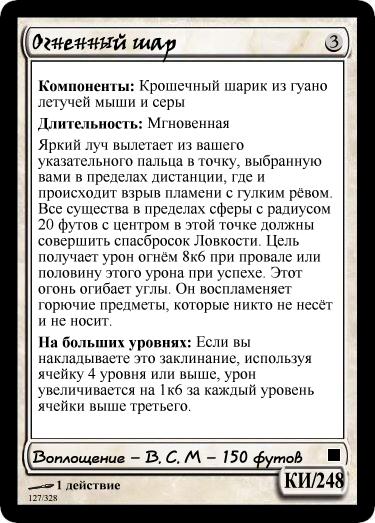 Огненный шар
3
Компоненты: Крошечный шарик из гуано
летучей мыши и серы
Длительность: Мгновенная
Яркий луч вылетает из вашего
указательного пальца в точку, выбранную
вами в пределах дистанции, где и
происходит взрыв пламени с гулким рёвом.
Все существа в пределах сферы с радиусом
20 футов с центром в этой точке должны
совершить спасбросок Ловкости. Цель
получает урон огнём 8к6 при провале или
половину этого урона при успехе. Этот
огонь огибает углы. Он воспламеняет
горючие предметы, которые никто не несёт
и не носит.
На больших уровнях: Если вы
накладываете это заклинание, используя
ячейку 4 уровня или выше, урон
увеличивается на 1к6 за каждый уровень
ячейки выше третьего.
Воплощение – В, С, М – 150 футов
КИ/248
1 действие
127/328